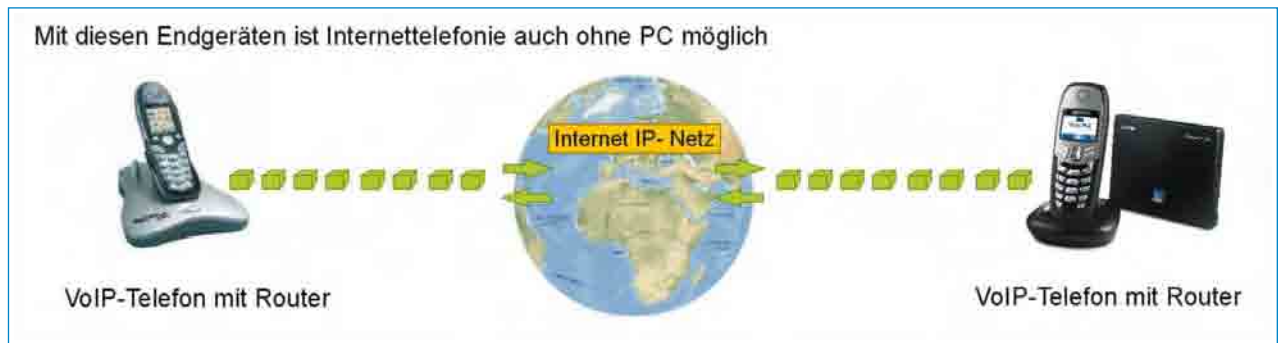 Mit diesen Endgeräten ist Internettelefonie auch ohne PC möglich
Internet IP- Netz
VoIP-Telefon mit Router
VoIP-Telefon mit Router